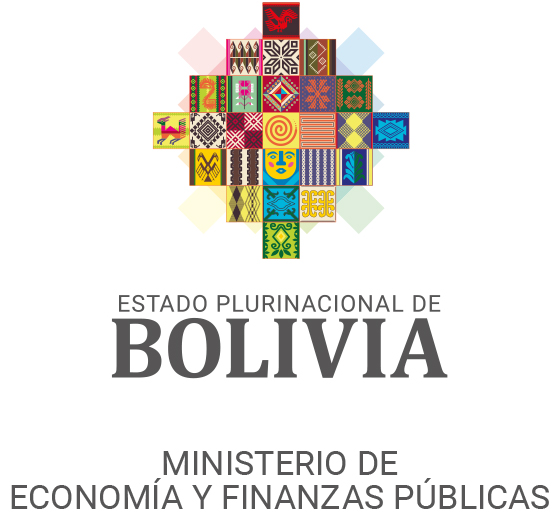 ESTADO PLURINACIONAL DE
BOLIVIA
MINISTERIO DE
ECONOMÍA Y FINANZAS PÚBLICAS